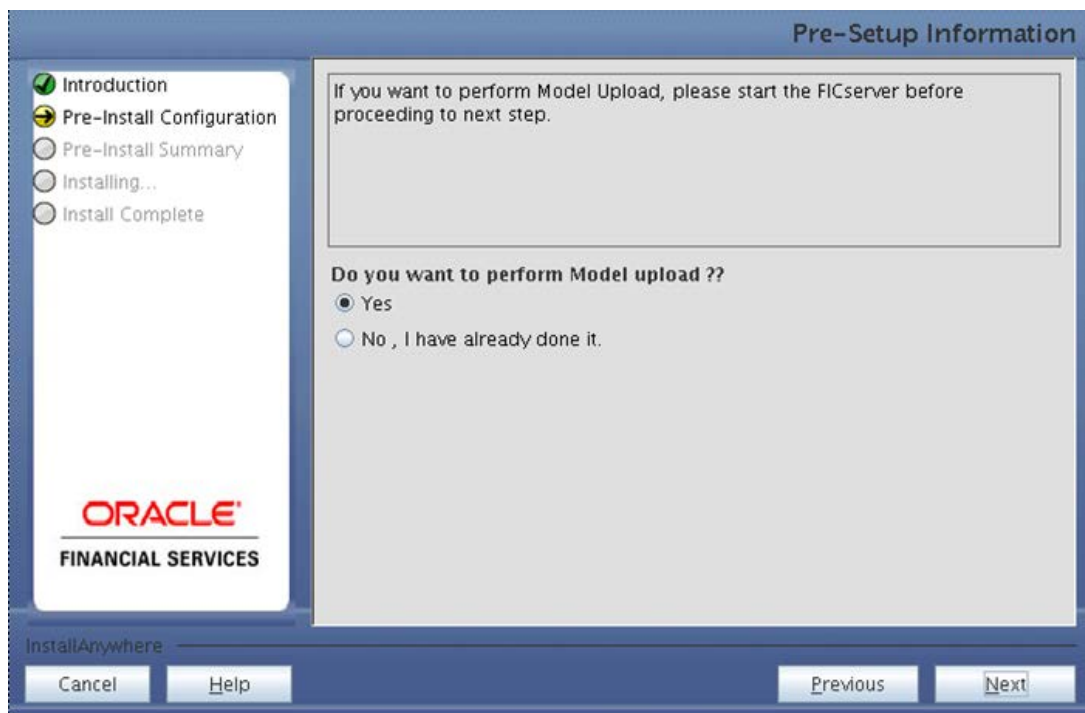 Pre-Setup Information
Introduction
Pre-Install Configuration
Pre-Install Summary
Installing...
Install Complete
If you want to perform Model Upload, please start the FICserver before
proceeding to next step.
Do you want to perform Model upload ??
Yes
No , I have already done it.
ORACLE
FINANCIAL SERVICES
InstallAnywhere
Cancel
Help
Previous
Next